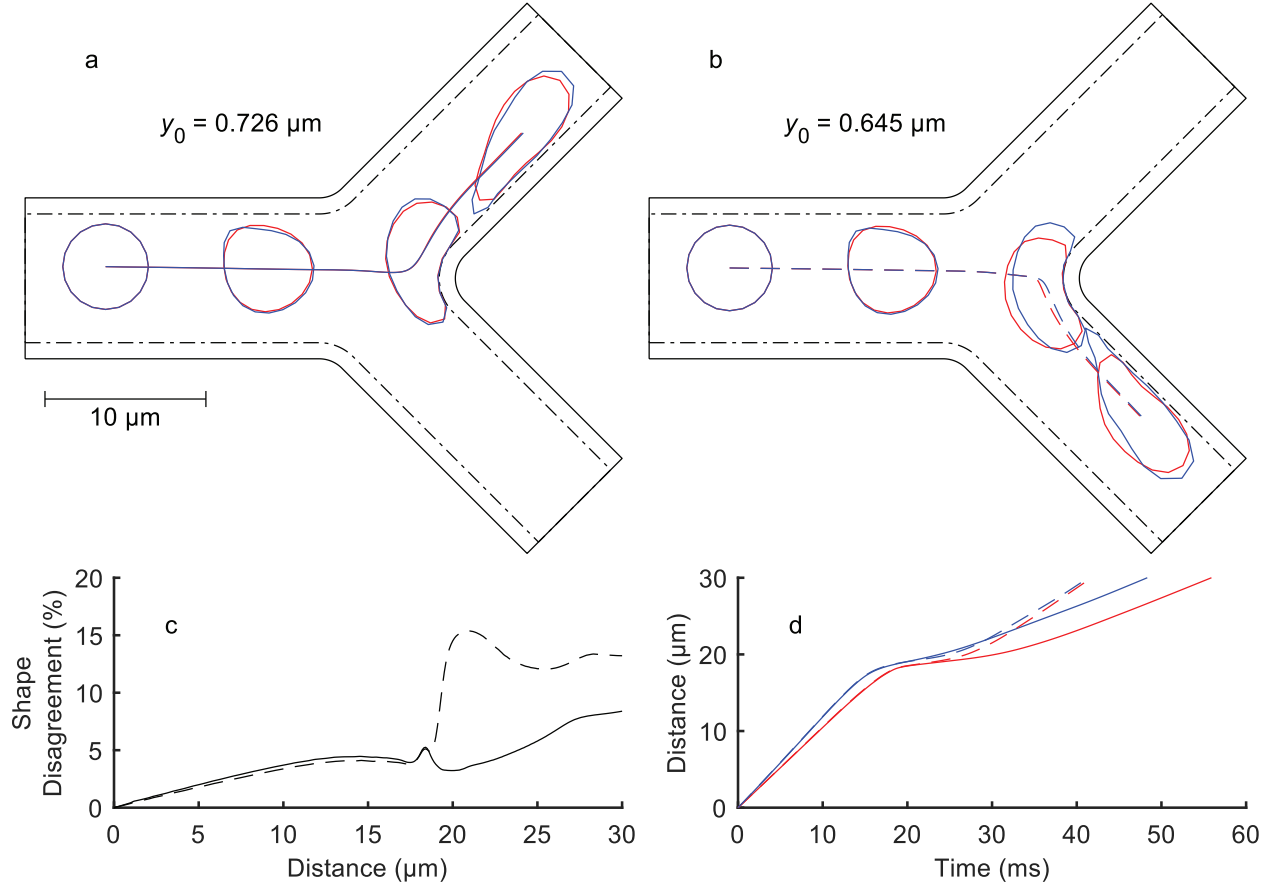 a
y0 = 0.726 µm
10 µm
b
y0 = 0.645 µm
c
Shape
Disagreement (%)
20
15
10
5
0
0 5 10 15 20 25 30
Distance (µm)
d
Distance (µm)
30
20
10
0
0 10 20 30 40 50 60
Time (ms)